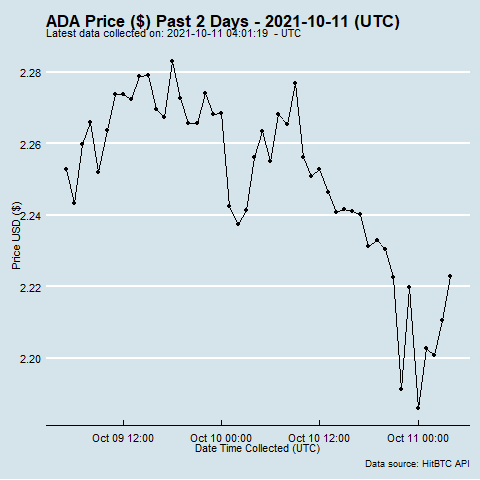 ADA Price ($) Past 2 Days - 2021-10-11 (UTC)
Latest data collected on: 2021-10-11 04:01:19 - UTC
2.28
2.26
2.24
2.22
2.20
Price USD ($)
Oct 09 12:00
Oct 10 00:00
Oct 10 12:00
Oct 11 00:00
Date Time Collected (UTC)
Data source: HitBTC API